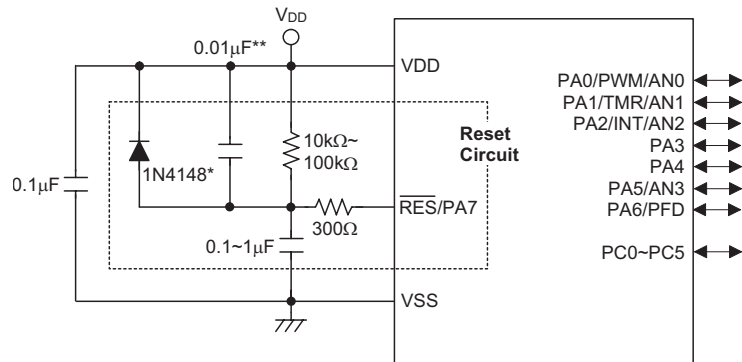 VDD
0.01μF**
VDD
PA0/PWM/AN0
PA1/TMR/AN1
PA2/INT/AN2
PA3
PA4
PA5/AN3
PA6/PFD
PC0~PC5
Reset
Circuit
10kΩ~
100kΩ
1N4148*
0.1μF
R̅E̅S̅/PA7
300Ω
0.1~1μF
VSS